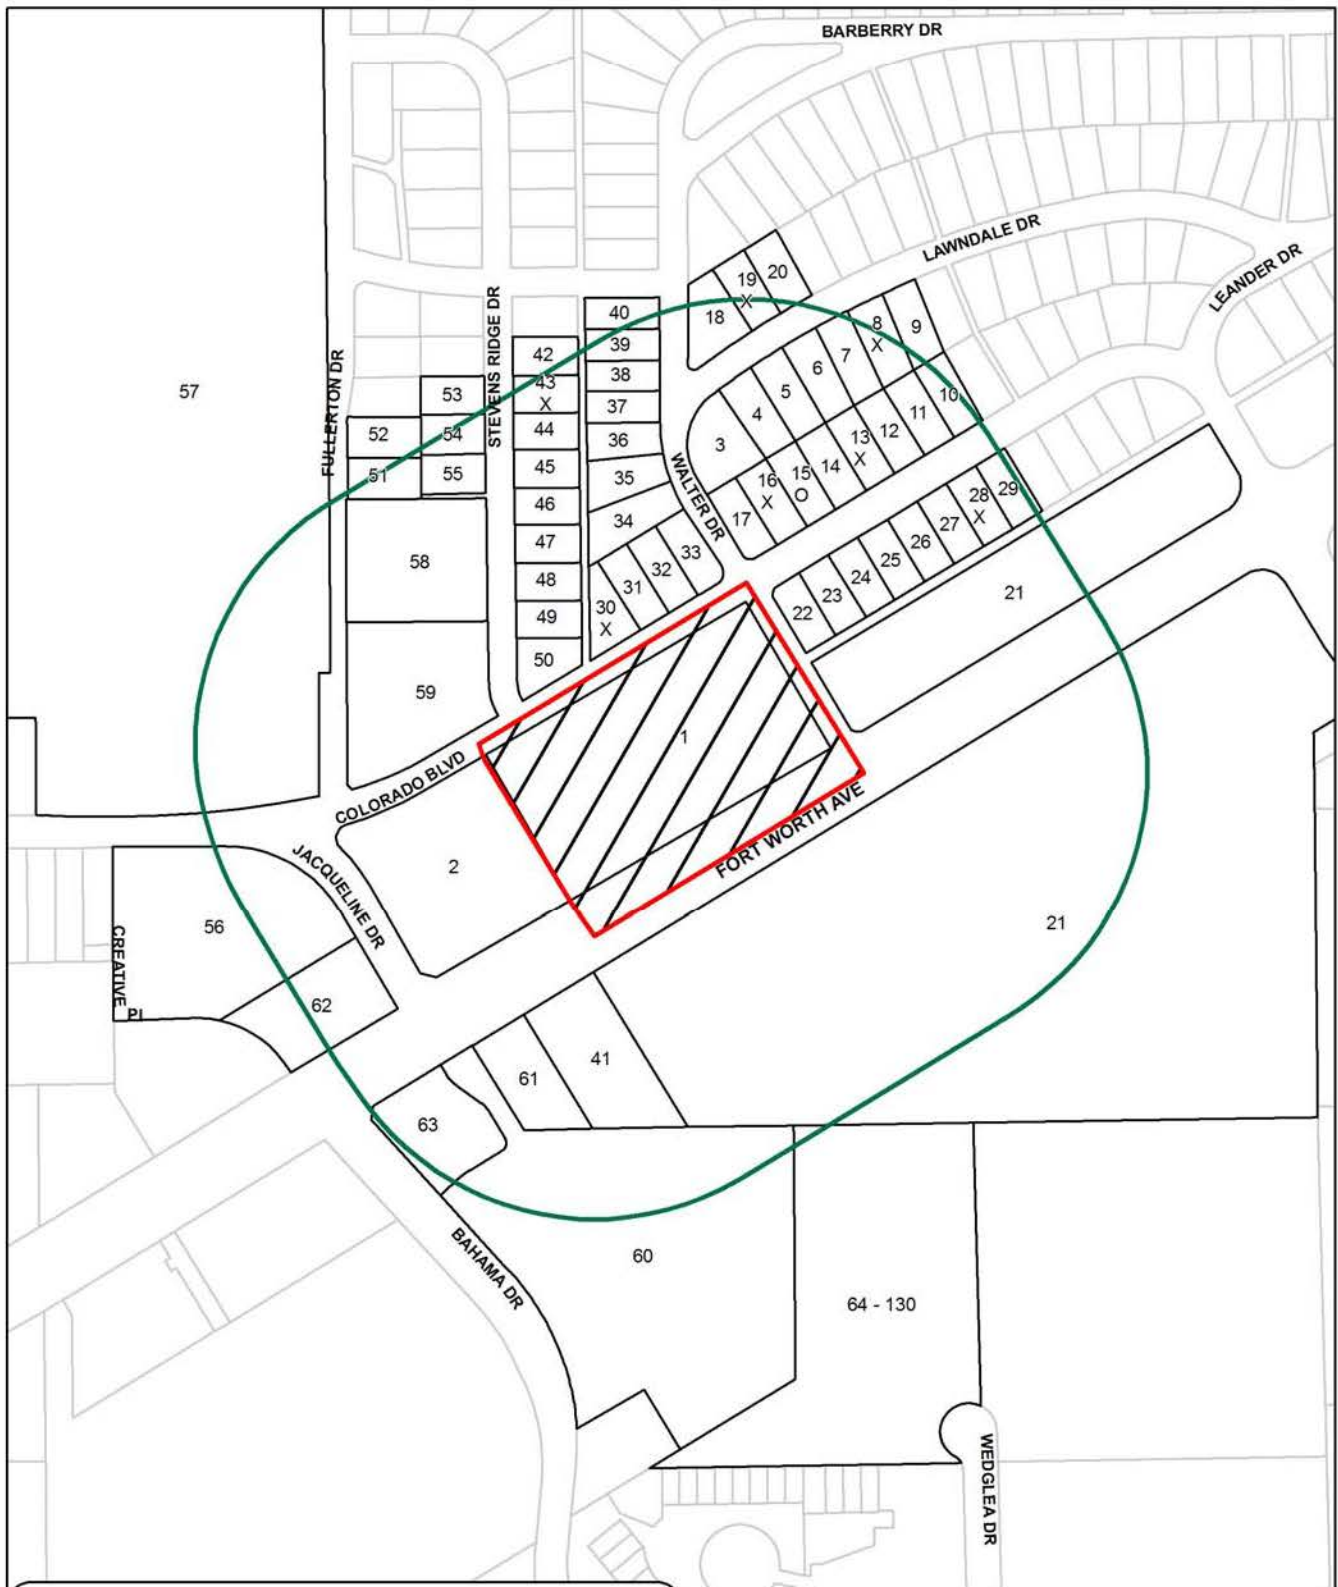 BARBERRY DR
LAWNDALE DR
LEANDER DR
20
19
X
18
40
8
X
9
39
42
7
6
38
43
X
5
10
57
FULLERTON DR
STEVENS RIDGE DR
53
37
4
11
52
54
44
36
3
12
13
X
51
55
45
35
WALTER DR
14
15
O
16
X
29
28
X
46
34
17
27
47
33
26
58
32
25
48
31
24
21
49
30
X
23
22
50
59
1
COLORADO BLVD
FORT WORTH AVE
JACQUELINE DR
2
56
CREATIVE
Pl
21
62
41
61
63
BAHAMA DR
60
64 - 130
WEDGLEA DR